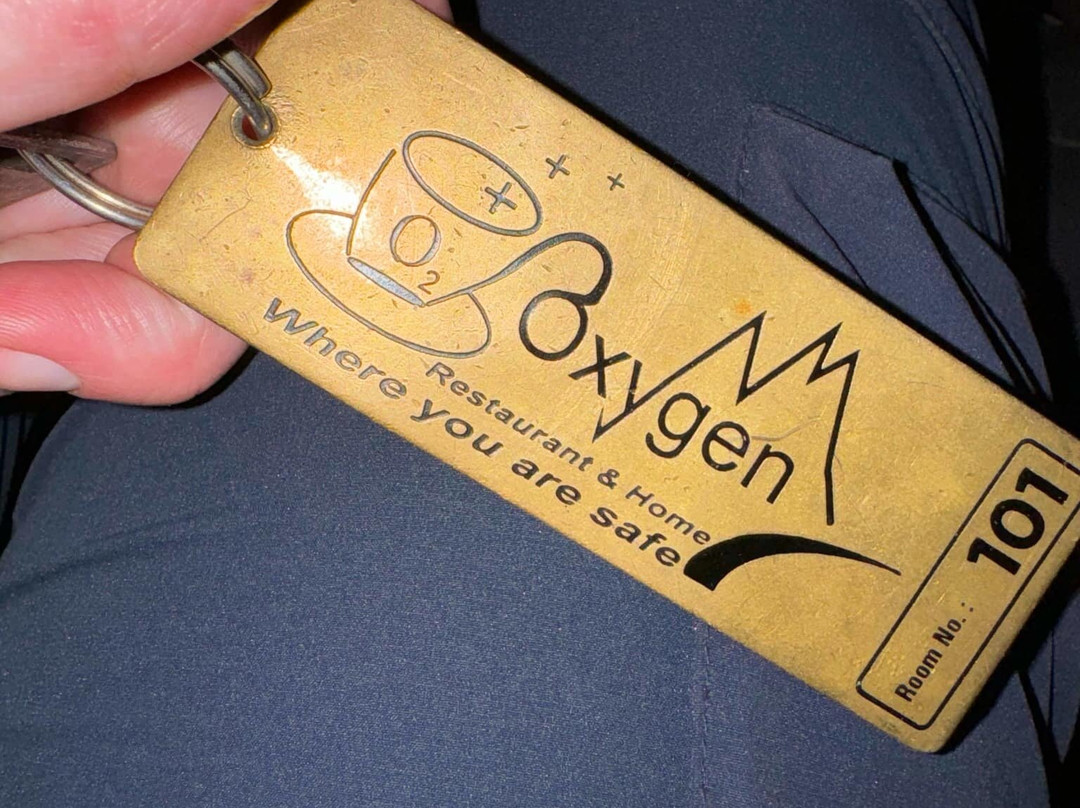 O2
Oxygen
Restaurant & Home
Where you are safe
Room No.: 101